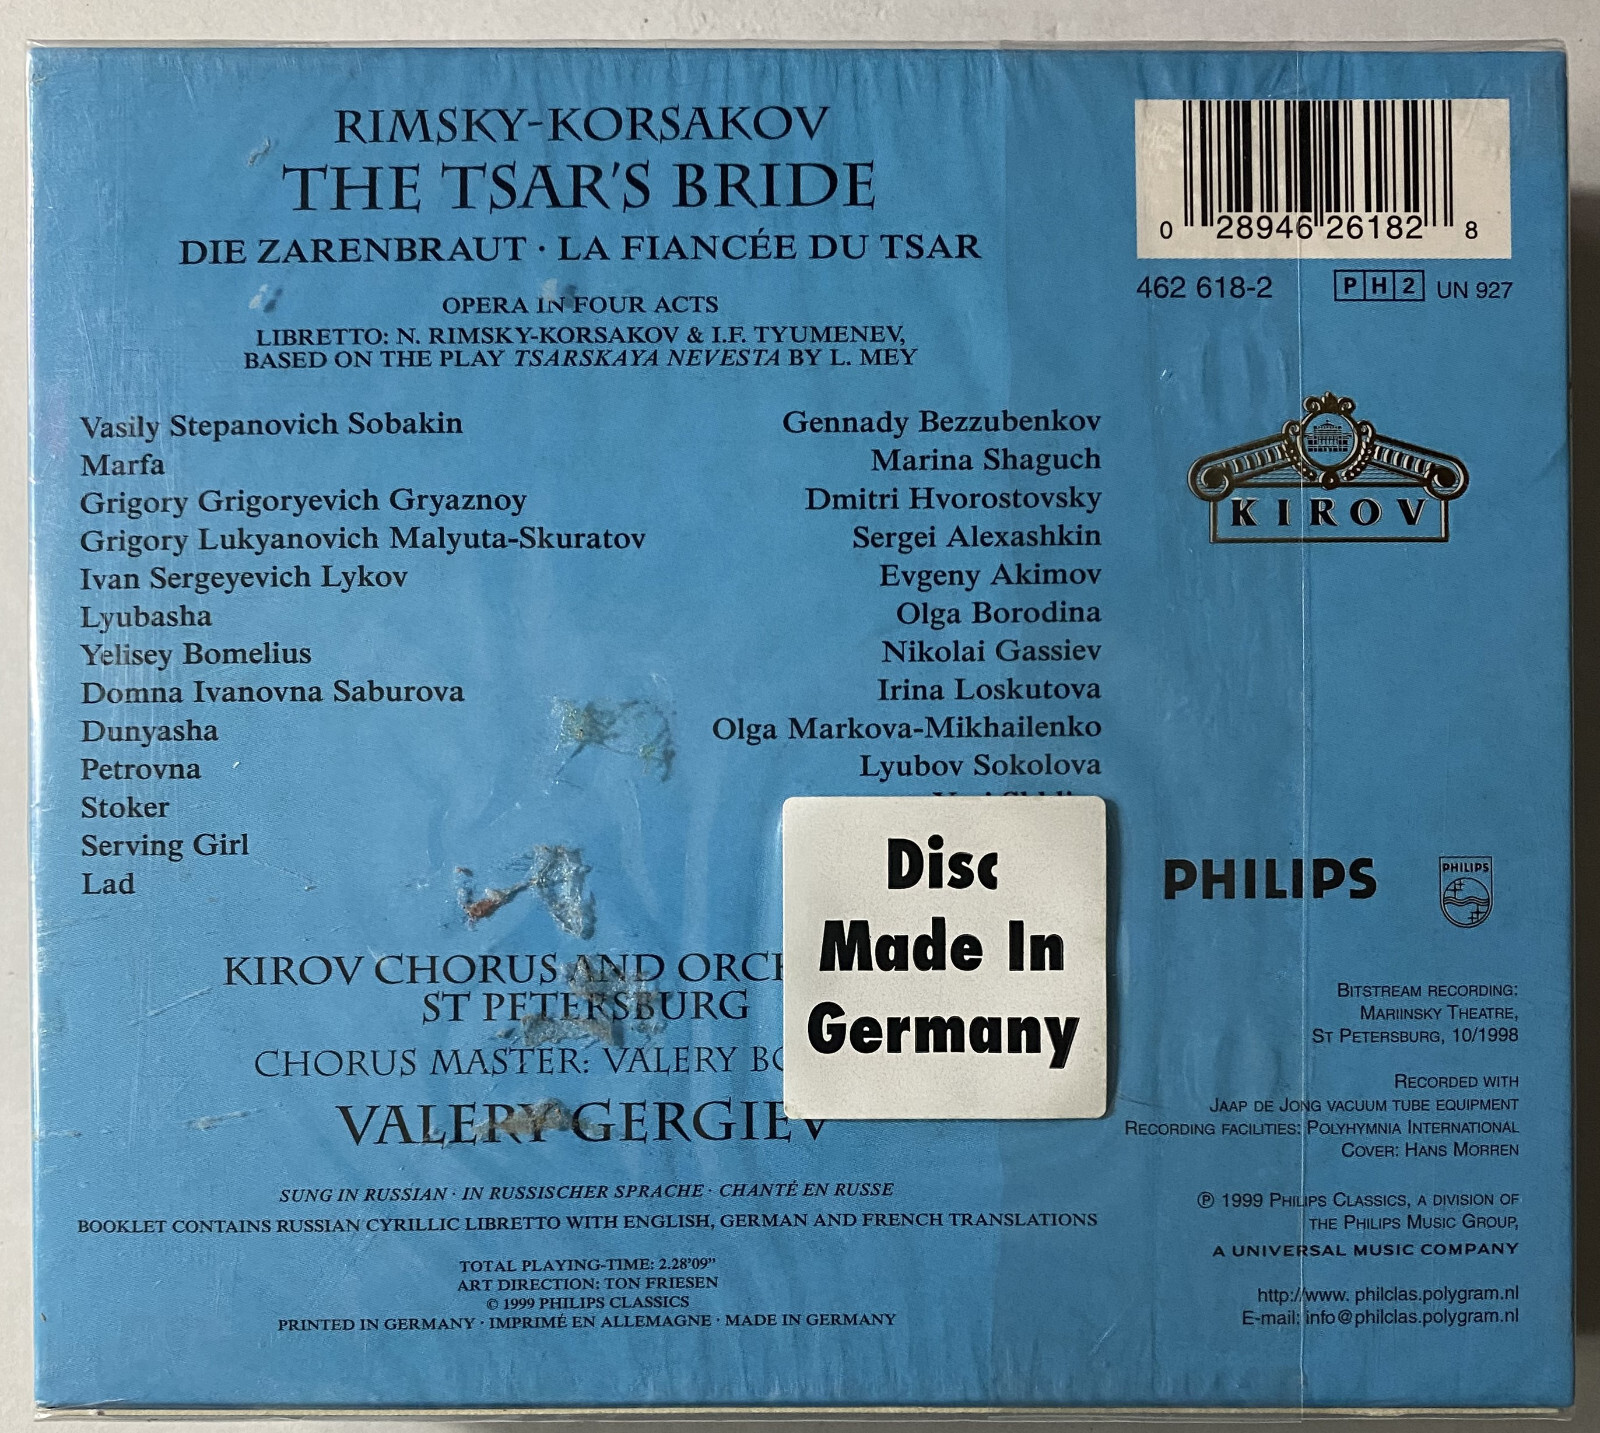 RIMSKY-KORSAKOV
THE TSAR'S BRIDE
DIE ZARENBRAUT · LA FIANCÉE DU TSAR
OPERA IN FOUR ACTS
LIBRETTO: N. RIMSKY-KORSAKOV & I.F. TYUMENEV,
BASED ON THE PLAY TSARSKAYA NEVESTA BY L. MEY
0 28946 26182 8
462 618-2 PH2 UN 927
Vasily Stepanovich Sobakin Gennady Bezzubenkov
Marfa Marina Shaguch
Grigory Grigoryevich Gryaznoy Dmitri Hvorostovsky
Grigory Lukyanovich Malyuta-Skuratov Sergei Alexashkin
Ivan Sergeyevich Lykov Evgeny Akimov
Lyubasha Olga Borodina
Yelisey Bomelius Nikolai Gassiev
Domna Ivanovna Saburova Irina Loskutova
Dunyasha Olga Markova-Mikhailenko
Petrovna Lyubov Sokolova
Stoker
Serving Girl
Lad
KIROV CHORUS AND
ST PETERSBURG
CHORUS MASTER: VALERY
VALERY GERGIEV
SUNG IN RUSSIAN · IN RUSSISCHER SPRACHE · CHANTÉ EN RUSSE
BOOKLET CONTAINS RUSSIAN CYRILLIC LIBRETTO WITH ENGLISH, GERMAN AND FRENCH TRANSLATIONS
TOTAL PLAYING-TIME: 2.28'09"
ART DIRECTION: TON FRIESEN
© 1999 PHILIPS CLASSICS
PRINTED IN GERMANY · IMPRIMÉ EN ALLEMAGNE · MADE IN GERMANY
Disc
Made In
Germany
KIROV
PHILIPS
PHILIPS
BITSTREAM RECORDING:
MARIINSKY THEATRE,
ST PETERSBURG, 10/1998
RECORDED WITH
JAAP DE JONG VACUUM TUBE EQUIPMENT
RECORDING FACILITIES: POLYHYMNIA INTERNATIONAL
COVER: HANS MORREN
℗ 1999 PHILIPS CLASSICS, A DIVISION OF
THE PHILIPS MUSIC GROUP,
A UNIVERSAL MUSIC COMPANY
http://www. philclas.polygram.nl
E-mail: info@philclas.polygram.nl